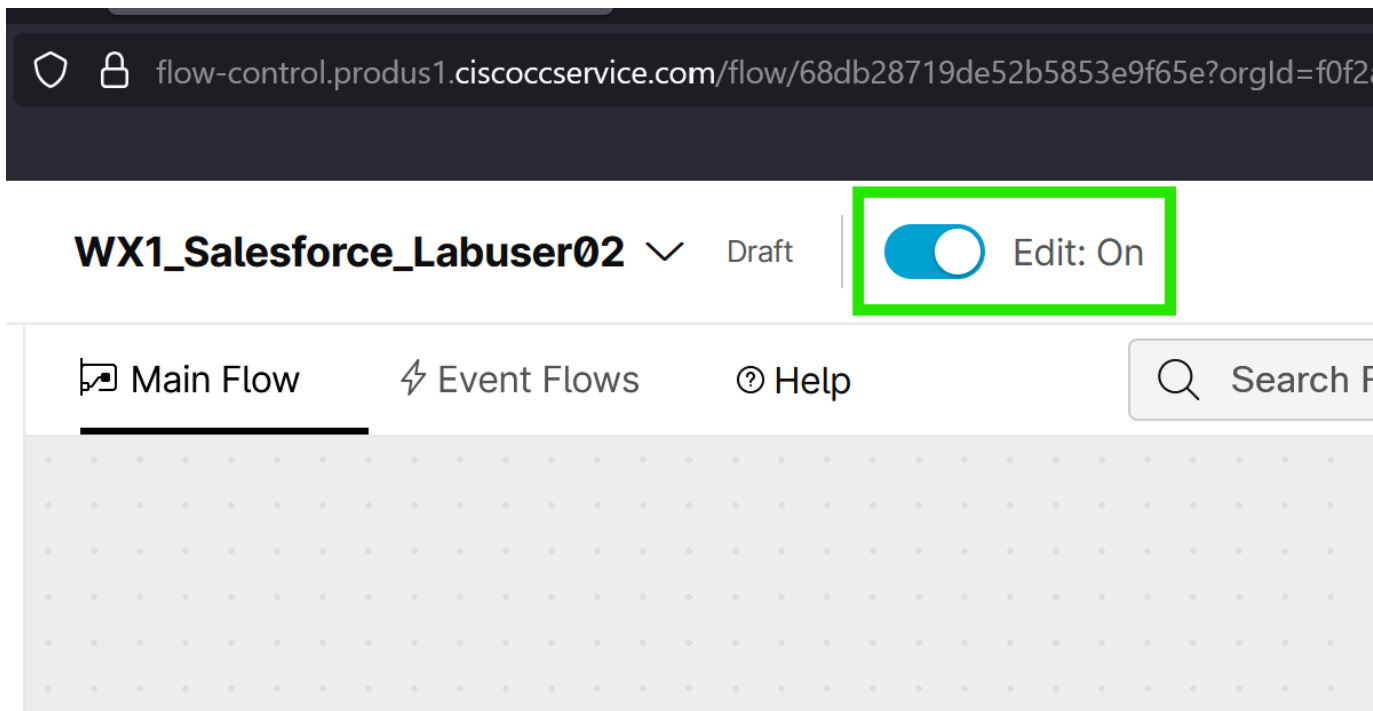 flow-control.produs1.ciscoccservice.com/flow/68db28719de52b5853e9f65e?orgId=f0f2
WX1_Salesforce_Labuser02 Draft Edit: On
Main Flow Event Flows Help Search